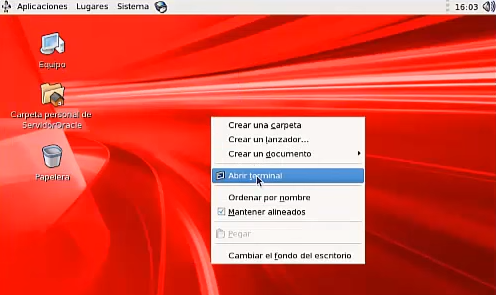 Aplicaciones Lugares Sistema 16:03
Equipo
Carpeta personal de
ServidorOracle
Papelera
Crear una carpeta
Crear un lanzador...
Crear un documento
Abrir terminal
Ordenar por nombre
Mantener alineados
Pegar
Cambiar el fondo del escritorio